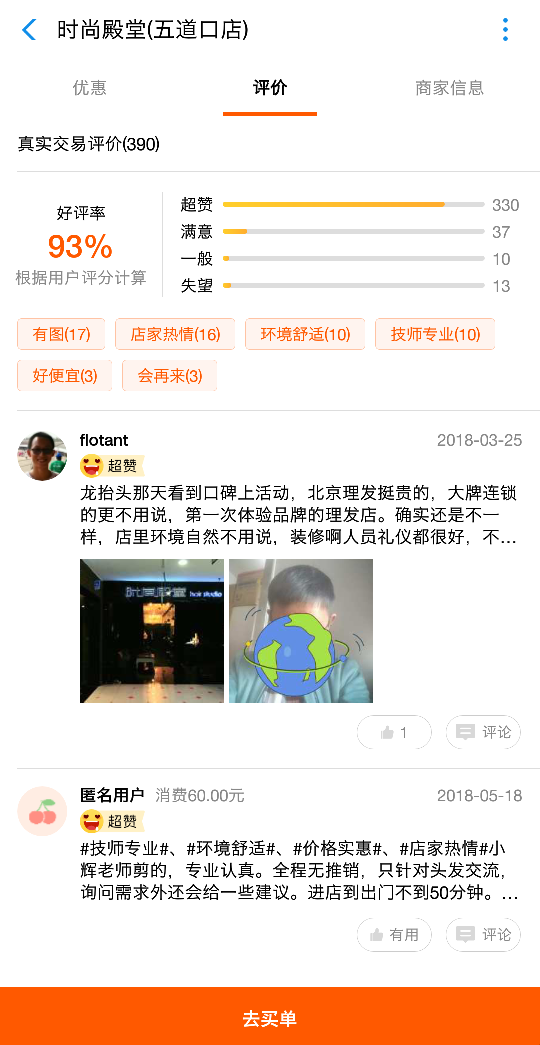 时尚殿堂(五道口店)
优惠
评价
商家信息
真实交易评价(390)
好评率
93%
根据用户评分计算
超赞 330
满意 37
一般 10
失望 13
有图(17) 店家热情(16) 环境舒适(10) 技师专业(10)
好便宜(3) 会再来(3)
flotant 2018-03-25
超赞
龙抬头那天看到口碑上活动，北京理发挺贵的，大牌连锁
的更不用说，第一次体验品牌的理发店。确实还是不一
样，店里环境自然不用说，装修啊人员礼仪都很好，不...
时尚殿堂 hair studio
1 评论
匿名用户 消费60.00元 2018-05-18
超赞
#技师专业#、#环境舒适#、#价格实惠#、#店家热情#小
辉老师剪的，专业认真。全程无推销，只针对头发交流，
询问需求外还会给一些建议。进店到出门不到50分钟。...
有用 评论
去买单